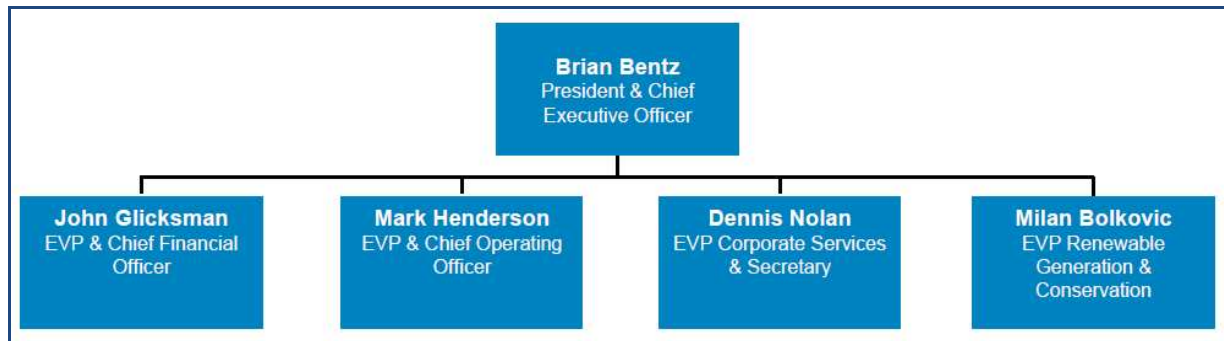 Brian Bentz
President & Chief
Executive Officer
John Glicksman
EVP & Chief Financial
Officer
Mark Henderson
EVP & Chief Operating
Officer
Dennis Nolan
EVP Corporate Services
& Secretary
Milan Bolkovic
EVP Renewable
Generation &
Conservation